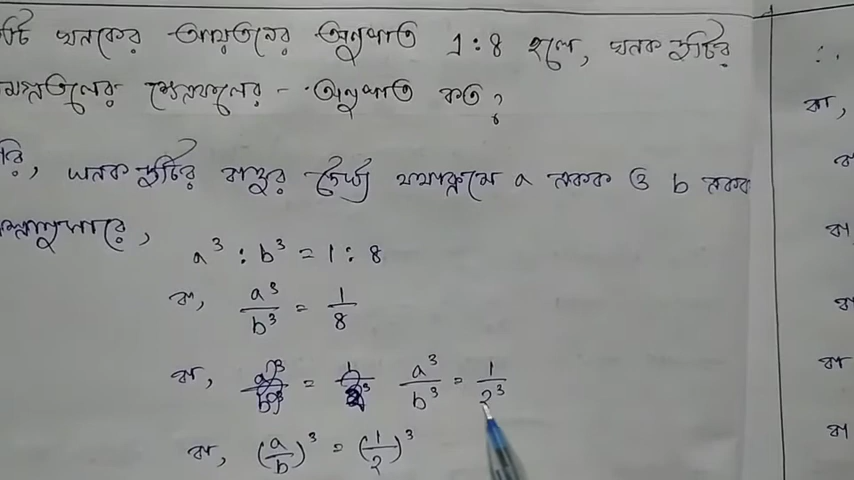 টি ঘনকের আয়তনের অনুপাত 1:8 হলে, ঘনক দুটির
সমগ্রতলের ক্ষেত্রফলের অনুপাত কত?
রি, ঘনক দুটির বাহুর দৈর্ঘ্য যথাক্রমে a একক ও b একক
প্রশ্নানুসারে,
a³ : b³ = 1 : 8
বা, a³/b³ = 1/8
বা, a³/b³ = 1/2³
বা, (a/b)³ = (1/2)³
∴
বা,
বা
বা
বা
বা
বা